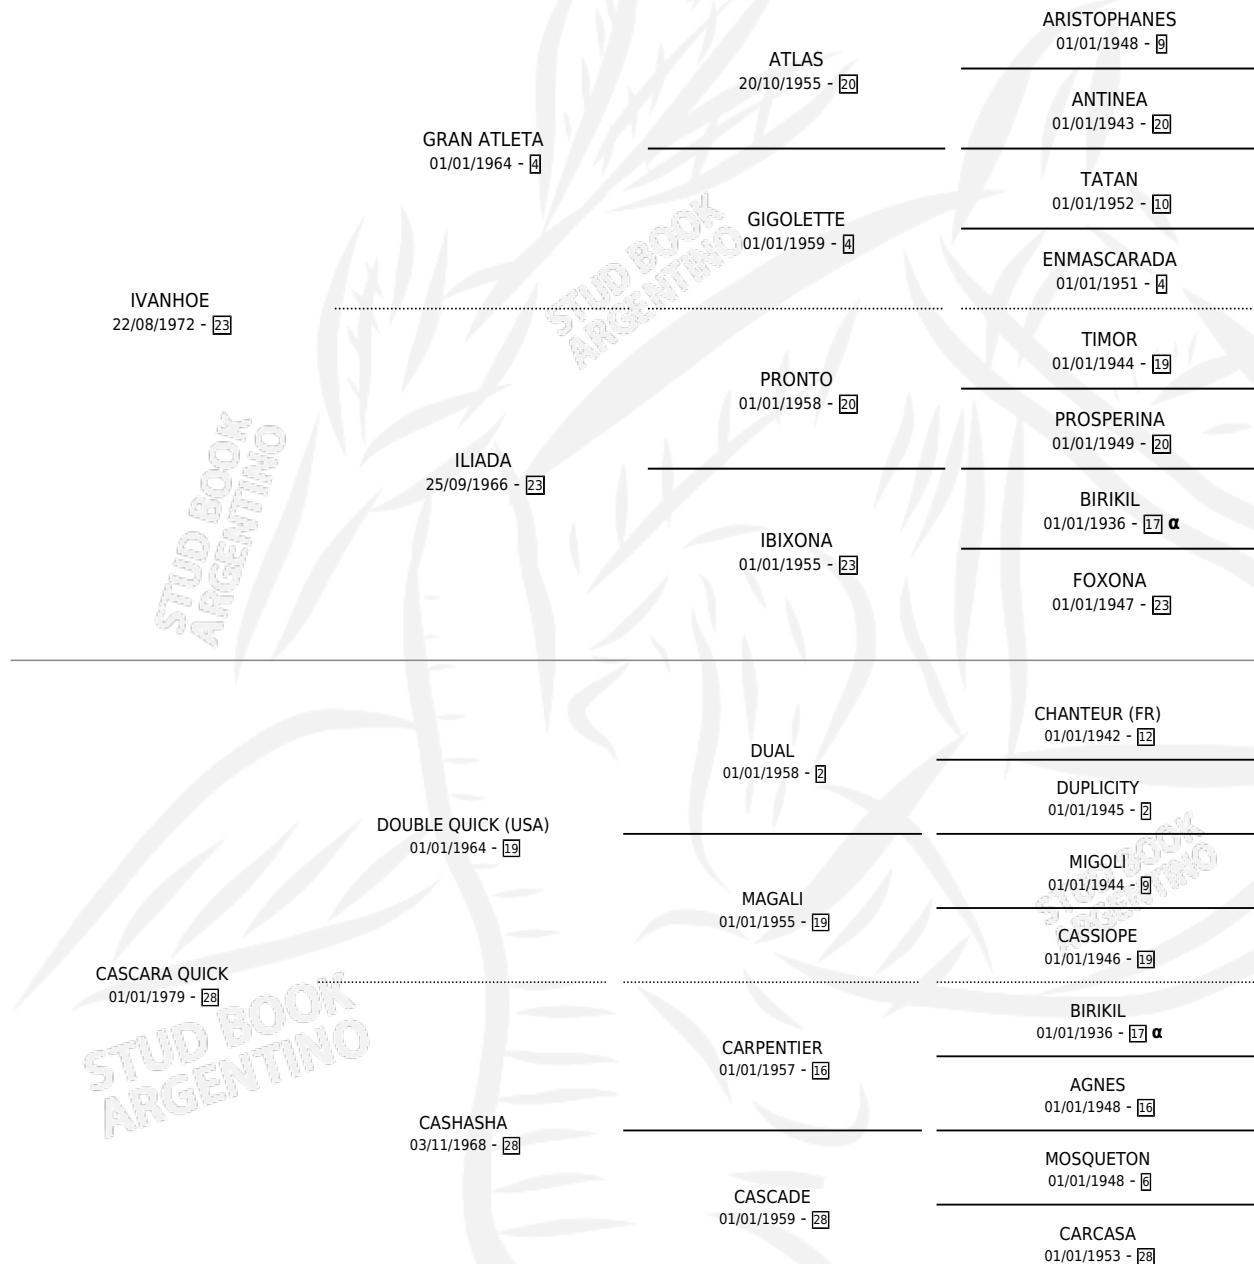 ARISTOPHANES
01/01/1948 - 9
ATLAS
20/10/1955 - 20
ANTINEA
01/01/1943 - 20
GRAN ATLETA
01/01/1964 - 4
TATAN
01/01/1952 - 10
GIGOLETTE
01/01/1959 - 4
ENMASCARADA
01/01/1951 - 4
IVANHOE
22/08/1972 - 23
TIMOR
01/01/1944 - 19
PRONTO
01/01/1958 - 20
PROSPERINA
01/01/1949 - 20
ILIADA
25/09/1966 - 23
BIRIKIL
01/01/1936 - 17 α
IBIXONA
01/01/1955 - 23
FOXONA
01/01/1947 - 23
CHANTEUR (FR)
01/01/1942 - 12
DUAL
01/01/1958 - 2
DUPLICITY
01/01/1945 - 2
DOUBLE QUICK (USA)
01/01/1964 - 19
MIGOLI
01/01/1944 - 9
MAGALI
01/01/1955 - 19
CASSIOPE
01/01/1946 - 19
CASCARA QUICK
01/01/1979 - 28
BIRIKIL
01/01/1936 - 17 α
CARPENTIER
01/01/1957 - 16
AGNES
01/01/1948 - 16
CASHASHA
03/11/1968 - 28
MOSQUETON
01/01/1948 - 6
CASCADE
01/01/1959 - 28
CARCASA
01/01/1953 - 28
STUD BOOK
ARGENTINO
STUD BOOK
ARGENTINO
STUD BOOK
ARGENTINO
STUD BOOK
ARGENTINO